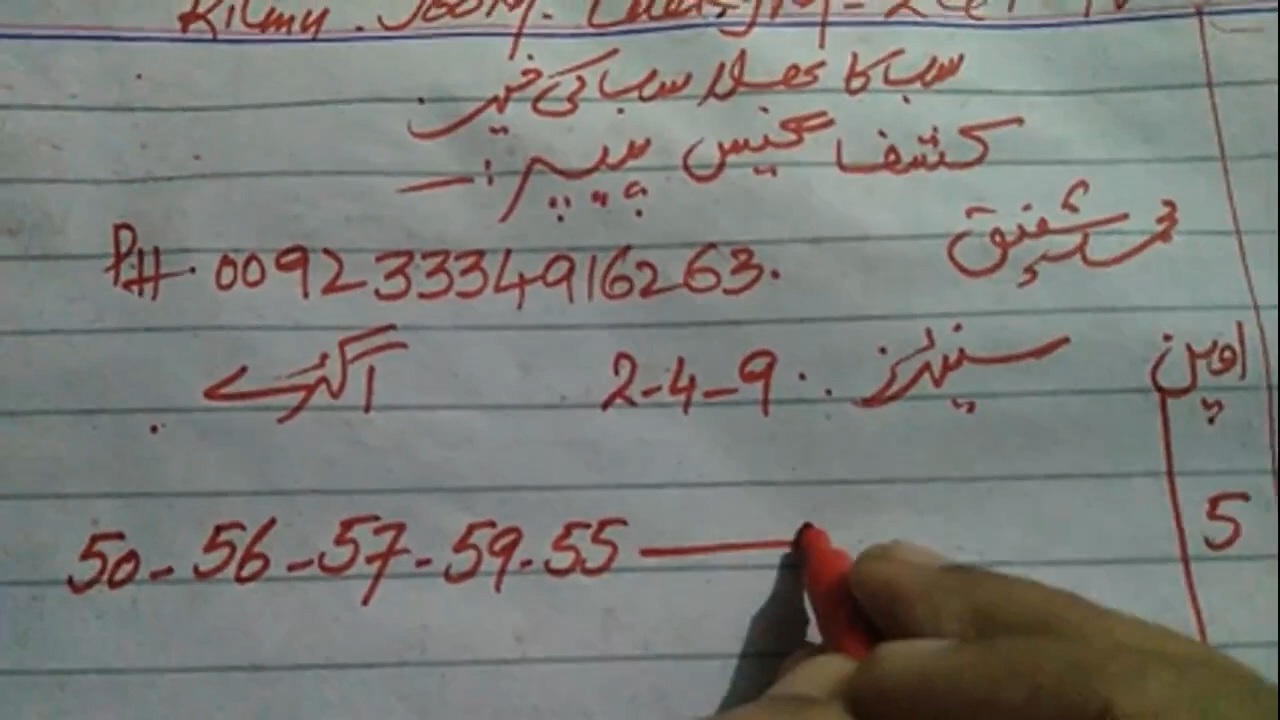 سب کا بھلا سب کی خیر
کشف گیس پیپر :۔
محمد شفیق
PH. 00923334916263.
اوپن سینٹرز .. 2-4-9 آکڑے
5 50-56-57-59-55